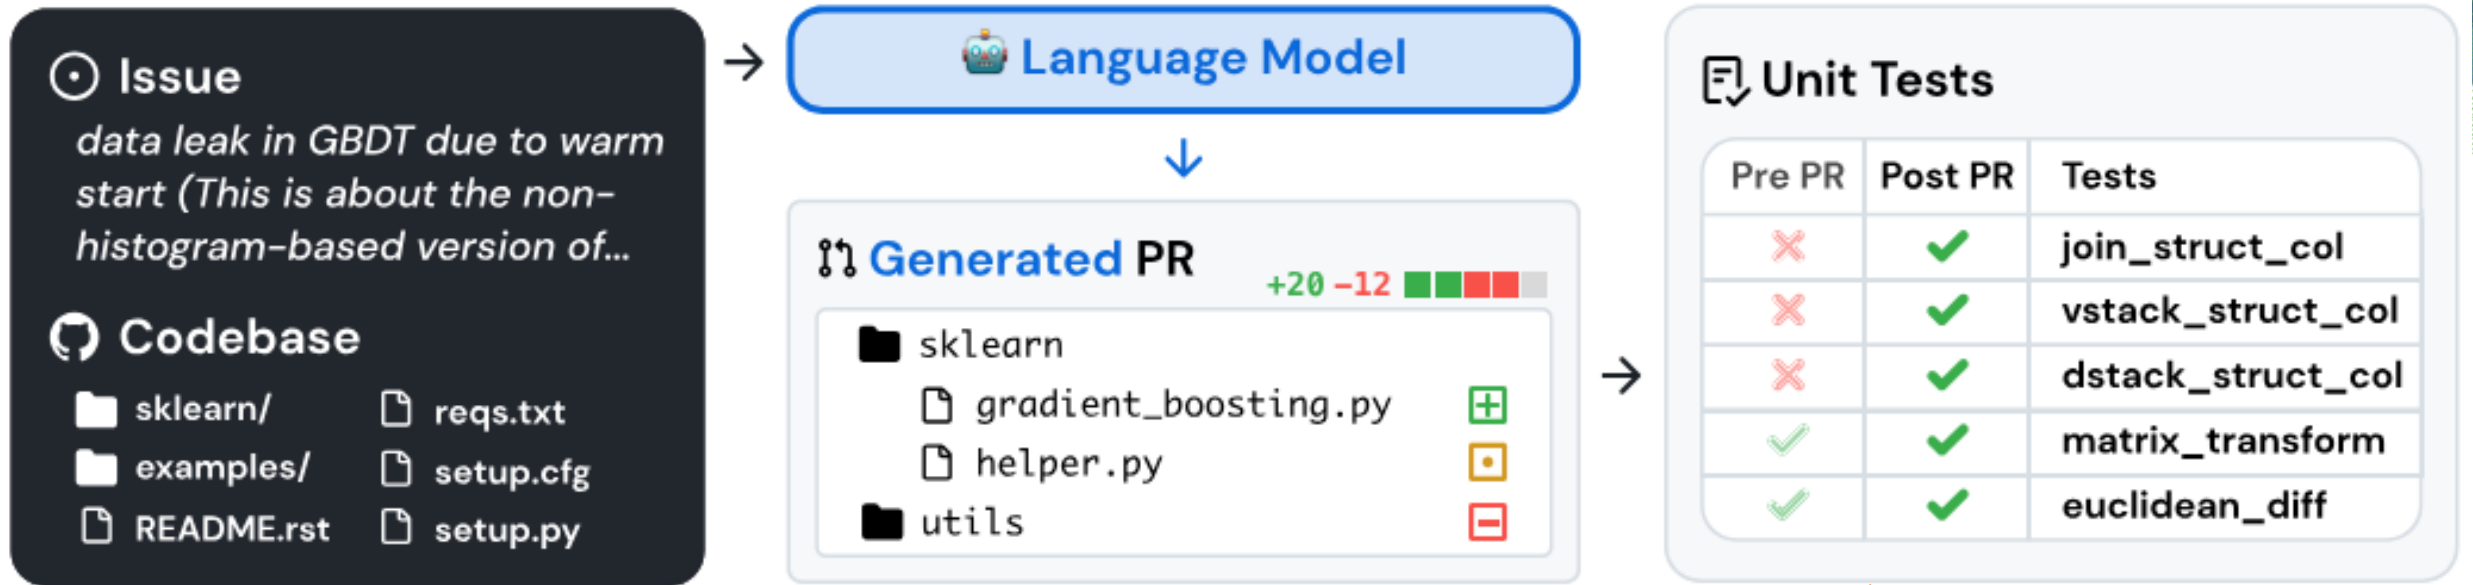 Issue
data leak in GBDT due to warm
start (This is about the non-
histogram-based version of...
Codebase
sklearn/
reqs.txt
examples/
setup.cfg
README.rst
setup.py
Language Model
Generated PR
+20 -12
sklearn
gradient_boosting.py
helper.py
utils
Unit Tests
Pre PR Post PR Tests
join_struct_col
vstack_struct_col
dstack_struct_col
matrix_transform
euclidean_diff